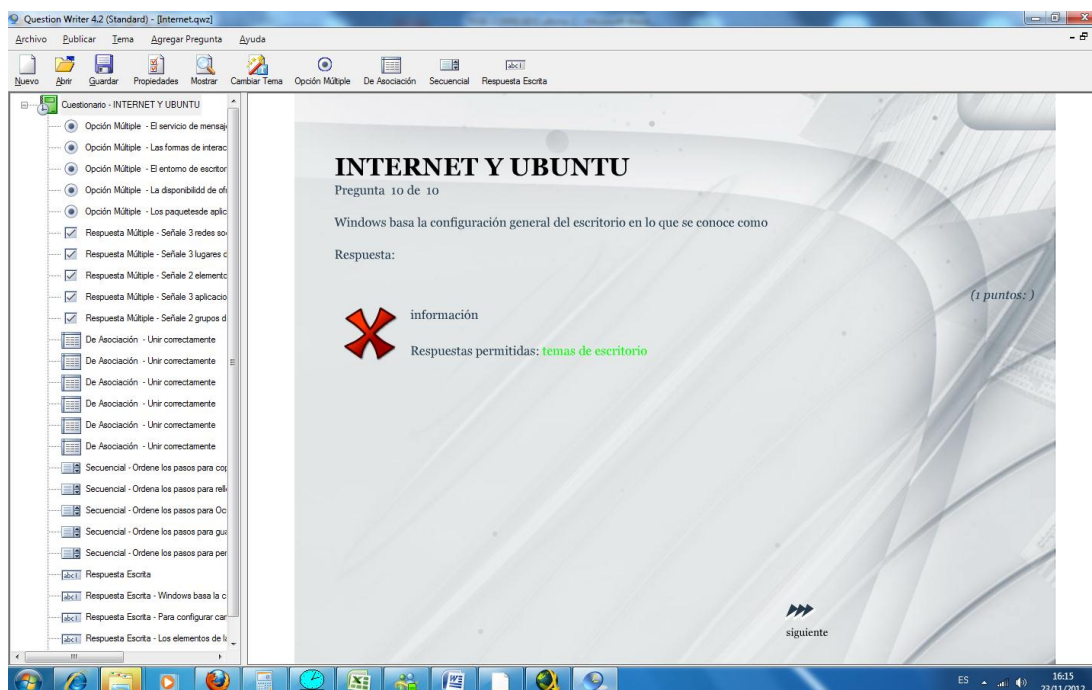 Question Writer 4.2 (Standard) - [Internet.qwz]
Archivo Publicar Tema Agregar Pregunta Ayuda
Nuevo Abrir Guardar Propiedades Mostrar Cambiar Tema Opción Múltiple De Asociación Secuencial Respuesta Escrita
Cuestionario - INTERNET Y UBUNTU
Opción Múltiple - El servicio de mensaj
Opción Múltiple - Las formas de interac
Opción Múltiple - El entorno de escritor
Opción Múltiple - La disponibilidd de ofi
Opción Múltiple - Los paquetesde aplic
Respuesta Múltiple - Señale 3 redes so
Respuesta Múltiple - Señale 3 lugares d
Respuesta Múltiple - Señale 2 elemento
Respuesta Múltiple - Señale 3 aplicacio
Respuesta Múltiple - Señale 2 grupos d
De Asociación - Unir correctamente
De Asociación - Unir correctamente
De Asociación - Unir correctamente
De Asociación - Unir correctamente
De Asociación - Unir correctamente
De Asociación - Unir correctamente
Secuencial - Ordene los pasos para cop
Secuencial - Ordena los pasos para rell
Secuencial - Ordene los pasos para Oc
Secuencial - Ordene los pasos para gua
Secuencial - Ordene los pasos para per
Respuesta Escrita
Respuesta Escrita - Windows basa la c
Respuesta Escrita - Para configurar car
Respuesta Escrita - Los elementos de la
INTERNET Y UBUNTU
Pregunta 10 de 10
Windows basa la configuración general del escritorio en lo que se conoce como
Respuesta:
(1 puntos: )
información
Respuestas permitidas: temas de escritorio
siguiente
ES 16:15
23/11/2012